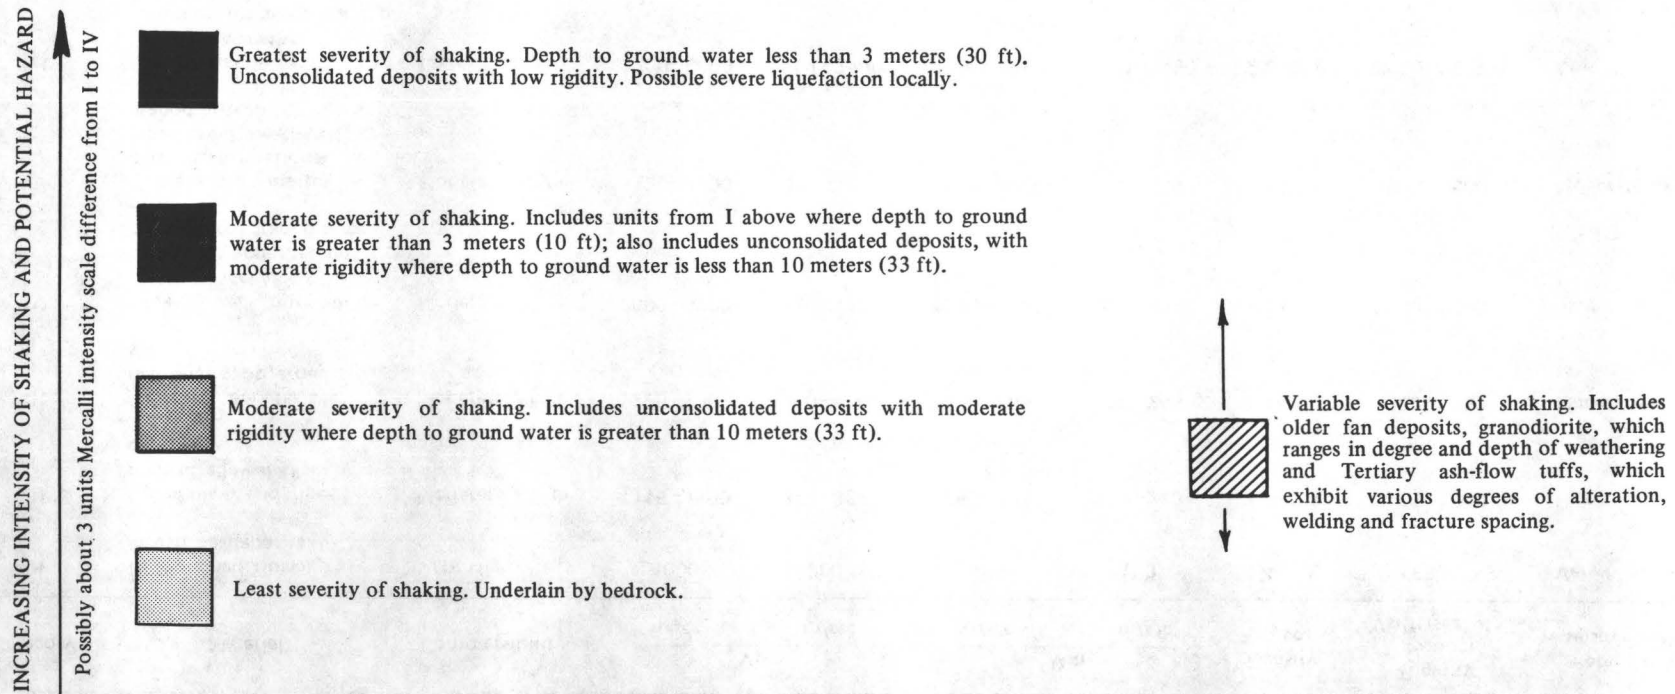 INCREASING INTENSITY OF SHAKING AND POTENTIAL HAZARD
Possibly about 3 units Mercalli intensity scale difference from I to IV
Greatest severity of shaking. Depth to ground water less than 3 meters (30 ft).
Unconsolidated deposits with low rigidity. Possible severe liquefaction locally.
Moderate severity of shaking. Includes units from I above where depth to ground
water is greater than 3 meters (10 ft); also includes unconsolidated deposits, with
moderate rigidity where depth to ground water is less than 10 meters (33 ft).
Moderate severity of shaking. Includes unconsolidated deposits with moderate
rigidity where depth to ground water is greater than 10 meters (33 ft).
Least severity of shaking. Underlain by bedrock.
Variable severity of shaking. Includes
older fan deposits, granodiorite, which
ranges in degree and depth of weathering
and Tertiary ash-flow tuffs, which
exhibit various degrees of alteration,
welding and fracture spacing.